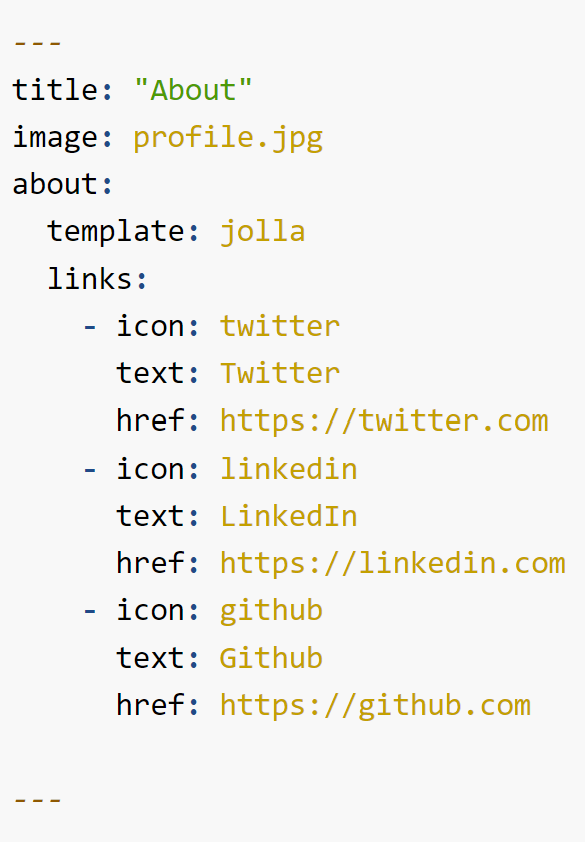 ---
title: "About"
image: profile.jpg
about:
  template: jolla
  links:
    - icon: twitter
      text: Twitter
      href: https://twitter.com
    - icon: linkedin
      text: LinkedIn
      href: https://linkedin.com
    - icon: github
      text: Github
      href: https://github.com

---